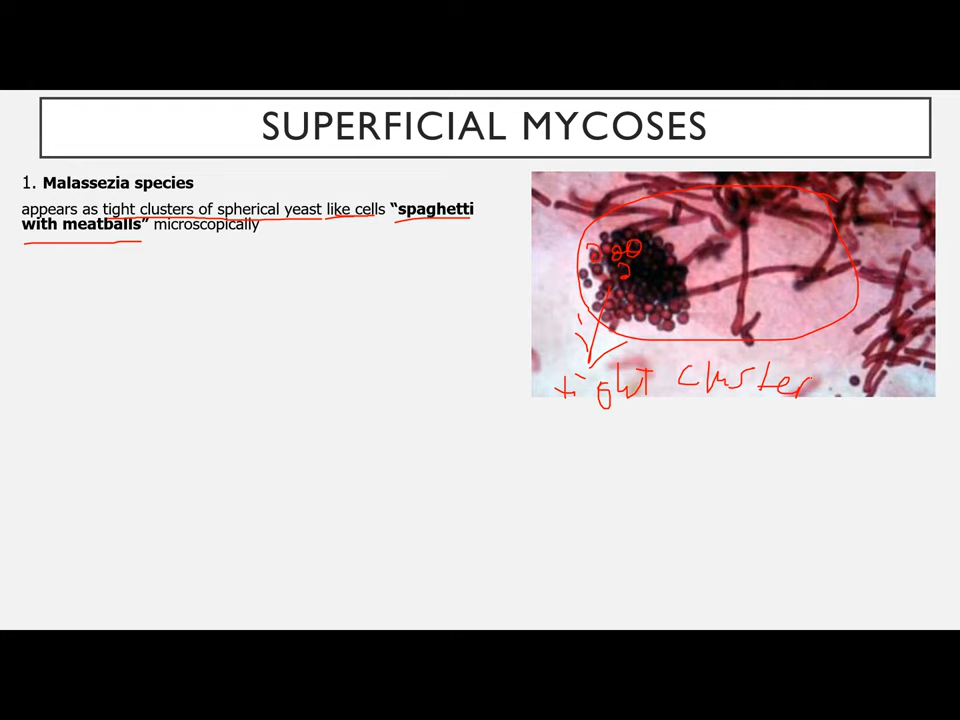 SUPERFICIAL MYCOSES
1. Malassezia species
appears as tight clusters of spherical yeast like cells “spaghetti
with meatballs” microscopically
tight cluster